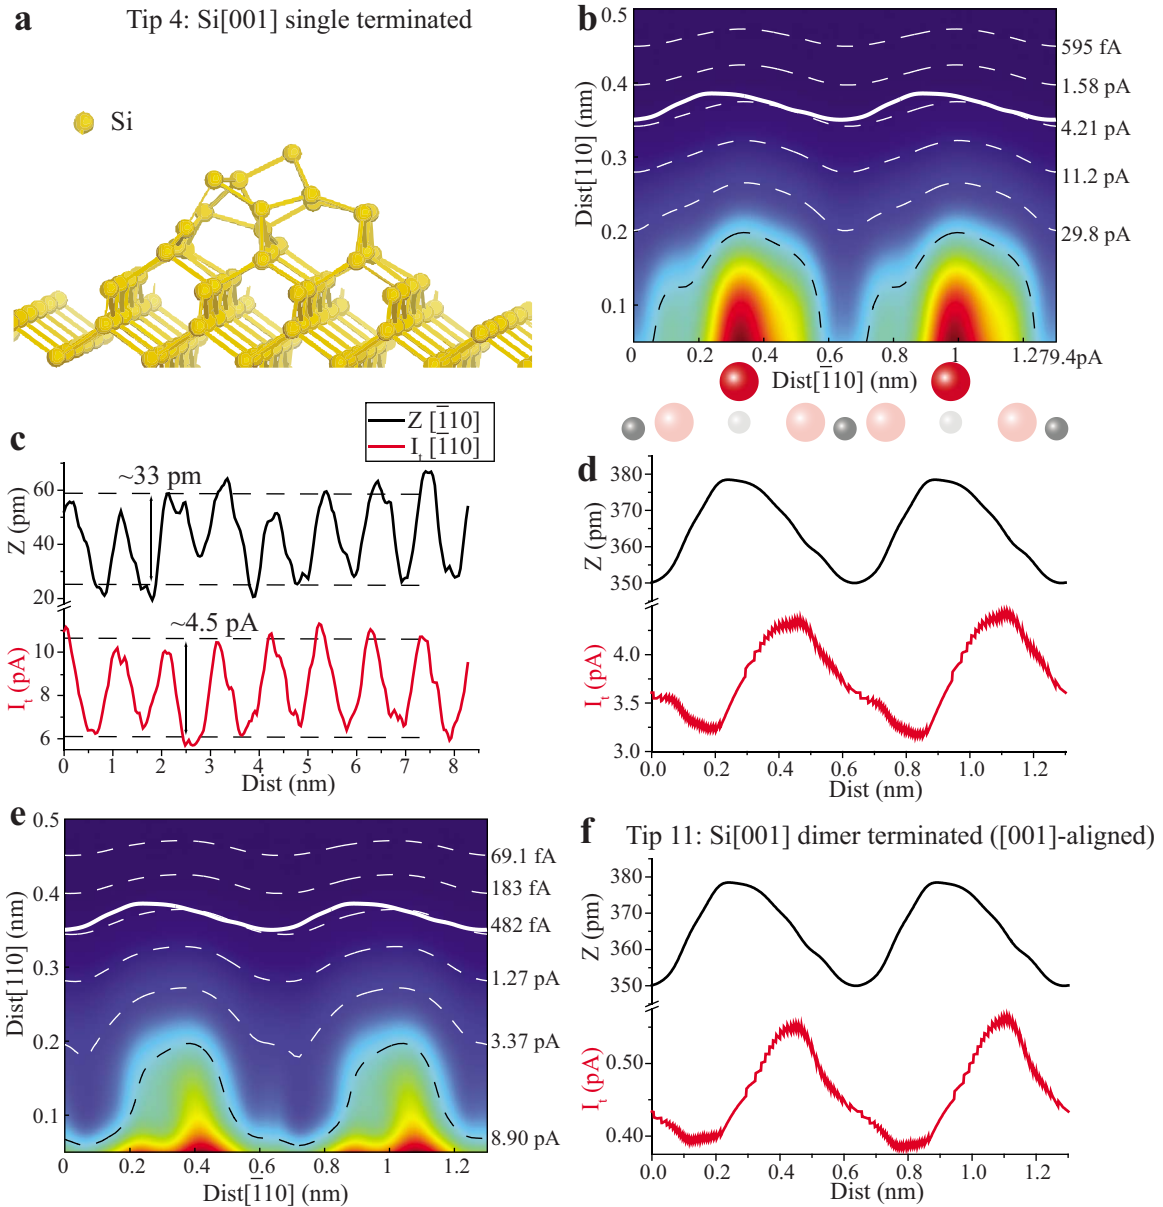 a
Tip 4: Si[001] single terminated
Si
b
0.5
0.4
0.3
0.2
0.1
Dist[110] (nm)
595 fA
1.58 pA
4.21 pA
11.2 pA
29.8 pA
79.4pA
0
0.2
0.4
0.6
0.8
1
1.2
Dist[1̅10] (nm)
c
Z [1̅10]
Iₜ [1̅10]
~33 pm
60
40
20
Z (pm)
~4.5 pA
10
8
6
Iₜ (pA)
0
1
2
3
4
5
6
7
8
Dist (nm)
d
380
370
360
350
Z (pm)
4.0
3.5
3.0
Iₜ (pA)
0.0
0.2
0.4
0.6
0.8
1.0
1.2
Dist (nm)
e
0.5
0.4
0.3
0.2
0.1
Dist[110] (nm)
69.1 fA
183 fA
482 fA
1.27 pA
3.37 pA
8.90 pA
0
0.2
0.4
0.6
0.8
1
1.2
Dist[1̅10] (nm)
f
Tip 11: Si[001] dimer terminated ([001]-aligned)
380
370
360
350
Z (pm)
0.50
0.40
Iₜ (pA)
0.0
0.2
0.4
0.6
0.8
1.0
1.2
Dist (nm)